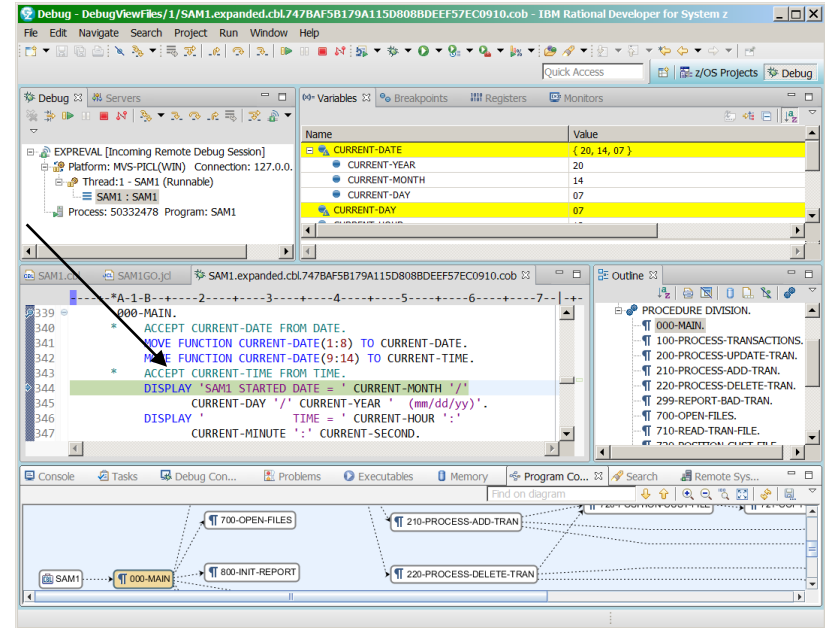 Debug - DebugViewFiles/1/SAM1.expanded.cbl.747BAF5B179A115D808BDEEF57EC0910.cob - IBM Rational Developer for System z
File Edit Navigate Search Project Run Window Help
Quick Access z/OS Projects Debug
Debug Servers
EXPREVAL [Incoming Remote Debug Session]
Platform: MVS-PICL(WIN) Connection: 127.0.0.
Thread:1 - SAM1 (Runnable)
SAM1 : SAM1
Process: 50332478 Program: SAM1
Variables Breakpoints Registers Monitors
Name Value
CURRENT-DATE { 20, 14, 07 }
CURRENT-YEAR 20
CURRENT-MONTH 14
CURRENT-DAY 07
CURRENT-DAY 07
SAM1.cbl SAM1GO.jcl SAM1.expanded.cbl.747BAF5B179A115D808BDEEF57EC0910.cob
----+-*A-1-B--+----2----+----3----+----4----+----5----+----6----+----7--|-+-
339 000-MAIN.
340 * ACCEPT CURRENT-DATE FROM DATE.
341 MOVE FUNCTION CURRENT-DATE(1:8) TO CURRENT-DATE.
342 MOVE FUNCTION CURRENT-DATE(9:14) TO CURRENT-TIME.
343 * ACCEPT CURRENT-TIME FROM TIME.
344 DISPLAY 'SAM1 STARTED DATE = ' CURRENT-MONTH '/'
345 CURRENT-DAY '/' CURRENT-YEAR ' (mm/dd/yy)'.
346 DISPLAY ' TIME = ' CURRENT-HOUR ':'
347 CURRENT-MINUTE ':' CURRENT-SECOND.
Outline
PROCEDURE DIVISION.
000-MAIN.
100-PROCESS-TRANSACTIONS.
200-PROCESS-UPDATE-TRAN.
210-PROCESS-ADD-TRAN.
220-PROCESS-DELETE-TRAN.
299-REPORT-BAD-TRAN.
700-OPEN-FILES.
710-READ-TRAN-FILE.
Console Tasks Debug Con... Problems Executables Memory Program Co... Search Remote Sys...
Find on diagram
700-OPEN-FILES
210-PROCESS-ADD-TRAN
800-INIT-REPORT
220-PROCESS-DELETE-TRAN
SAM1
000-MAIN